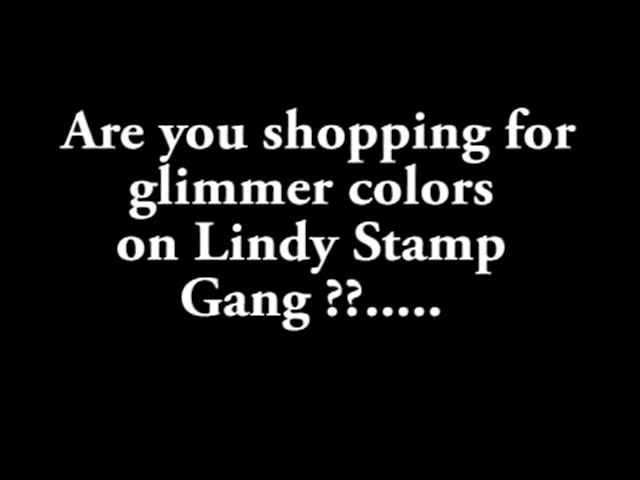 Are you shopping for
glimmer colors
on Lindy Stamp
Gang ??.....